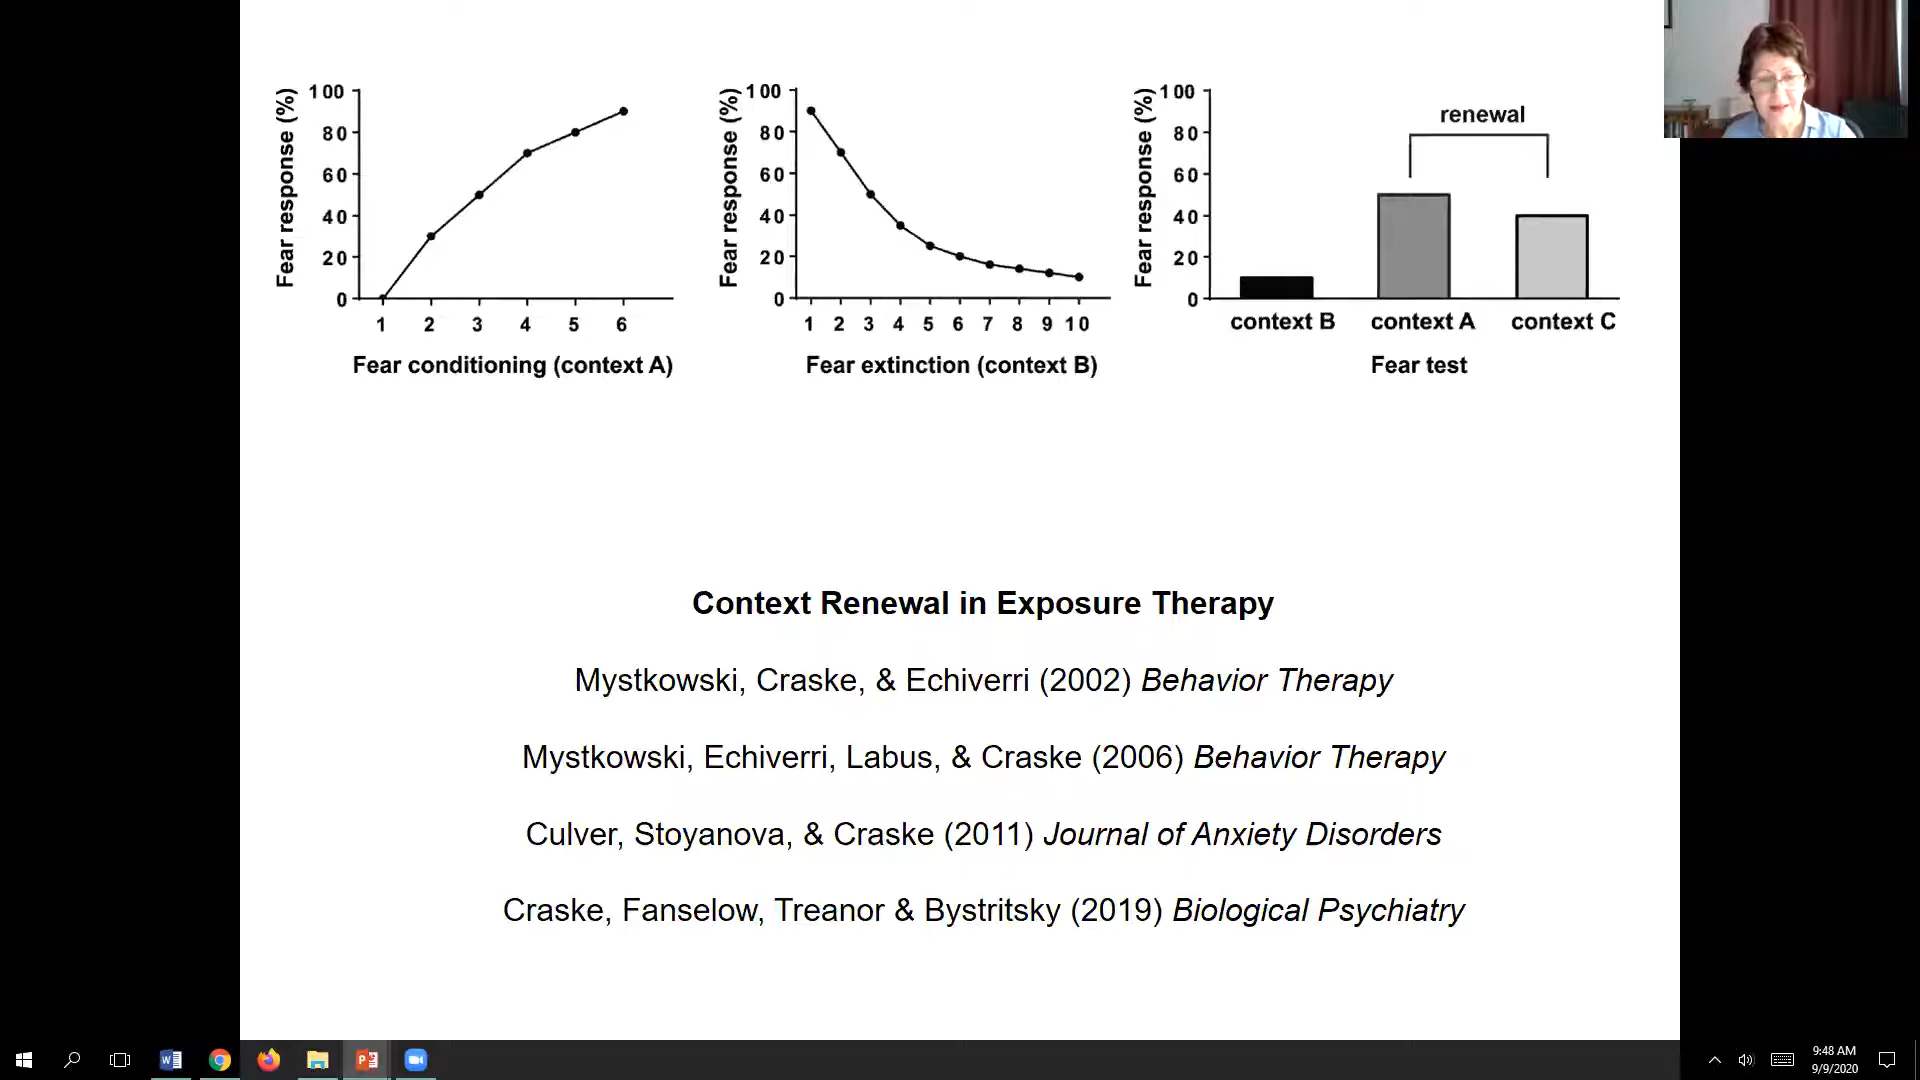 Fear response (%)
100
80
60
40
20
0
1 2 3 4 5 6
Fear conditioning (context A)
Fear response (%)
100
80
60
40
20
0
1 2 3 4 5 6 7 8 9 10
Fear extinction (context B)
Fear response (%)
100
80
60
40
20
0
renewal
context B context A context C
Fear test
Context Renewal in Exposure Therapy
Mystkowski, Craske, & Echiverri (2002) Behavior Therapy
Mystkowski, Echiverri, Labus, & Craske (2006) Behavior Therapy
Culver, Stoyanova, & Craske (2011) Journal of Anxiety Disorders
Craske, Fanselow, Treanor & Bystritsky (2019) Biological Psychiatry
9:48 AM
9/9/2020